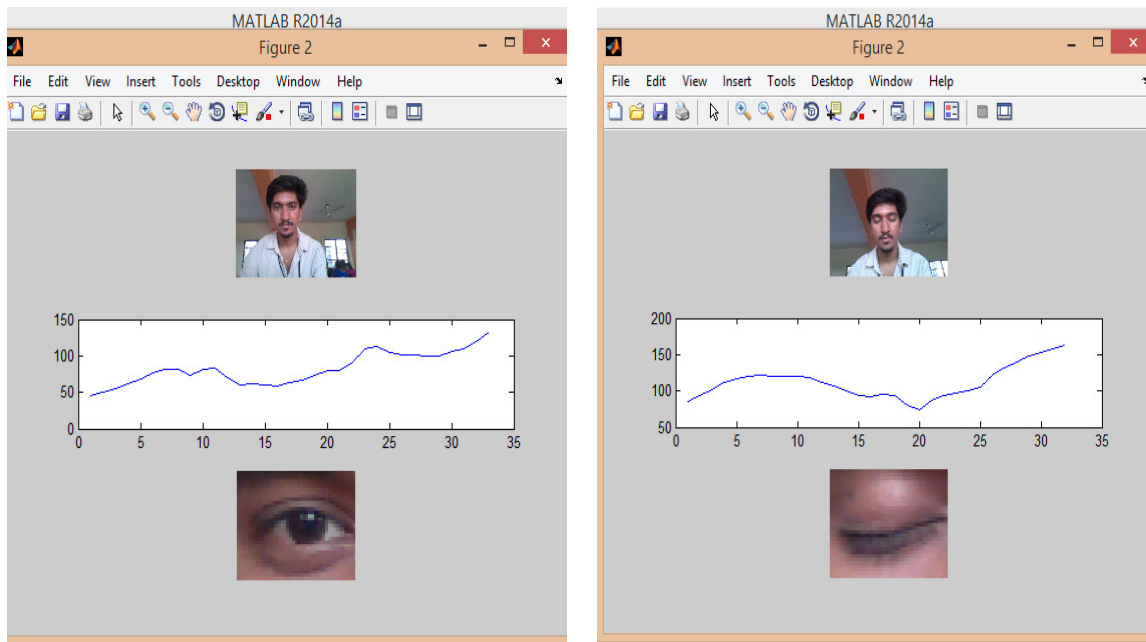 MATLAB R2014a
Figure 2
File Edit View Insert Tools Desktop Window Help
150
100
50
0
0 5 10 15 20 25 30 35
MATLAB R2014a
Figure 2
File Edit View Insert Tools Desktop Window Help
200
150
100
50
0 5 10 15 20 25 30 35